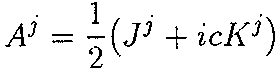 A^j = \frac{1}{2}(J^j + icK^j)